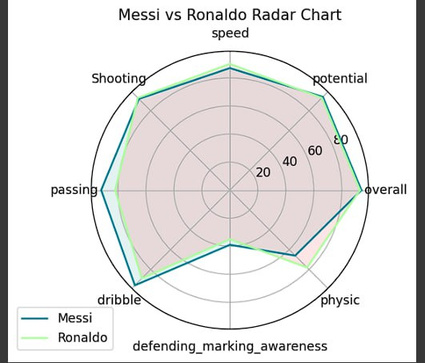 Messi vs Ronaldo Radar Chart
speed
Shooting
potential
80
60
40
20
passing
overall
dribble
physic
Messi
Ronaldo
defending_marking_awareness